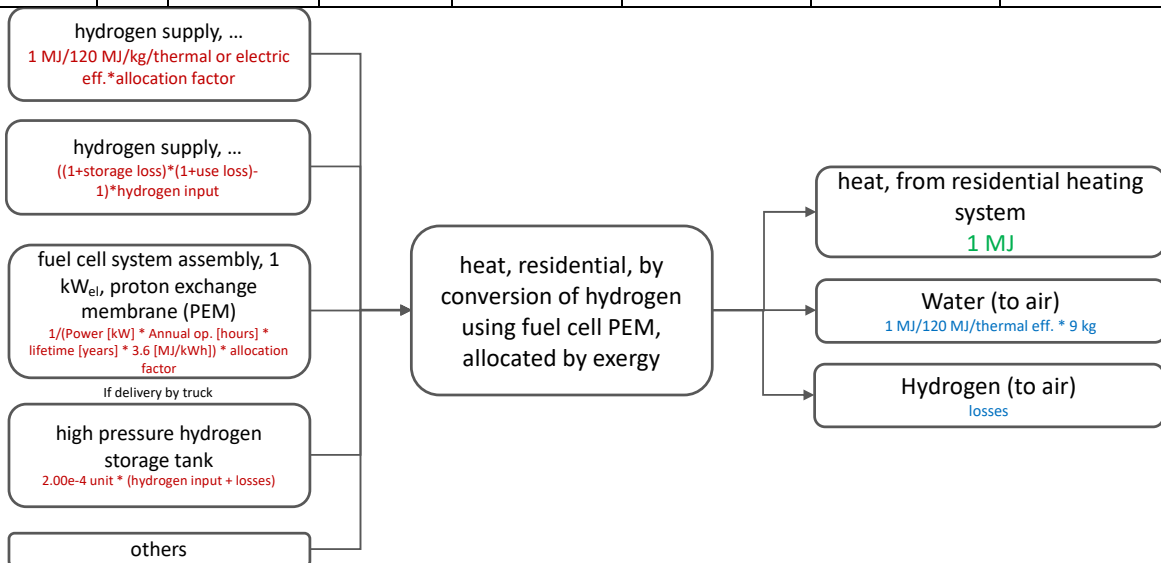 hydrogen supply, ...
1 MJ/120 MJ/kg/thermal or electric
eff.*allocation factor
hydrogen supply, ...
((1+storage loss)*(1+use loss)-
1)*hydrogen input
fuel cell system assembly, 1
kWel, proton exchange
membrane (PEM)
1/(Power [kW] * Annual op. [hours] *
lifetime [years] * 3.6 [MJ/kWh]) * allocation
factor
If delivery by truck
high pressure hydrogen
storage tank
2.00e-4 unit * (hydrogen input + losses)
others
heat, residential, by
conversion of hydrogen
using fuel cell PEM,
allocated by exergy
heat, from residential heating
system
1 MJ
Water (to air)
1 MJ/120 MJ/thermal eff. * 9 kg
Hydrogen (to air)
losses